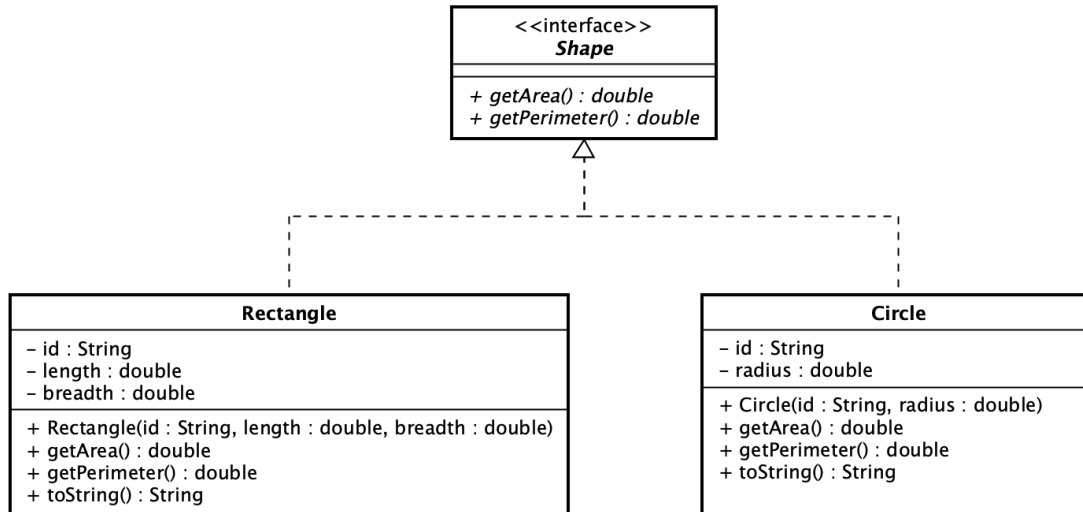 <<interface>>
Shape
+ getArea() : double
+ getPerimeter() : double
Rectangle
– id : String
– length : double
– breadth : double
+ Rectangle(id : String, length : double, breadth : double)
+ getArea() : double
+ getPerimeter() : double
+ toString() : String
Circle
– id : String
– radius : double
+ Circle(id : String, radius : double)
+ getArea() : double
+ getPerimeter() : double
+ toString() : String